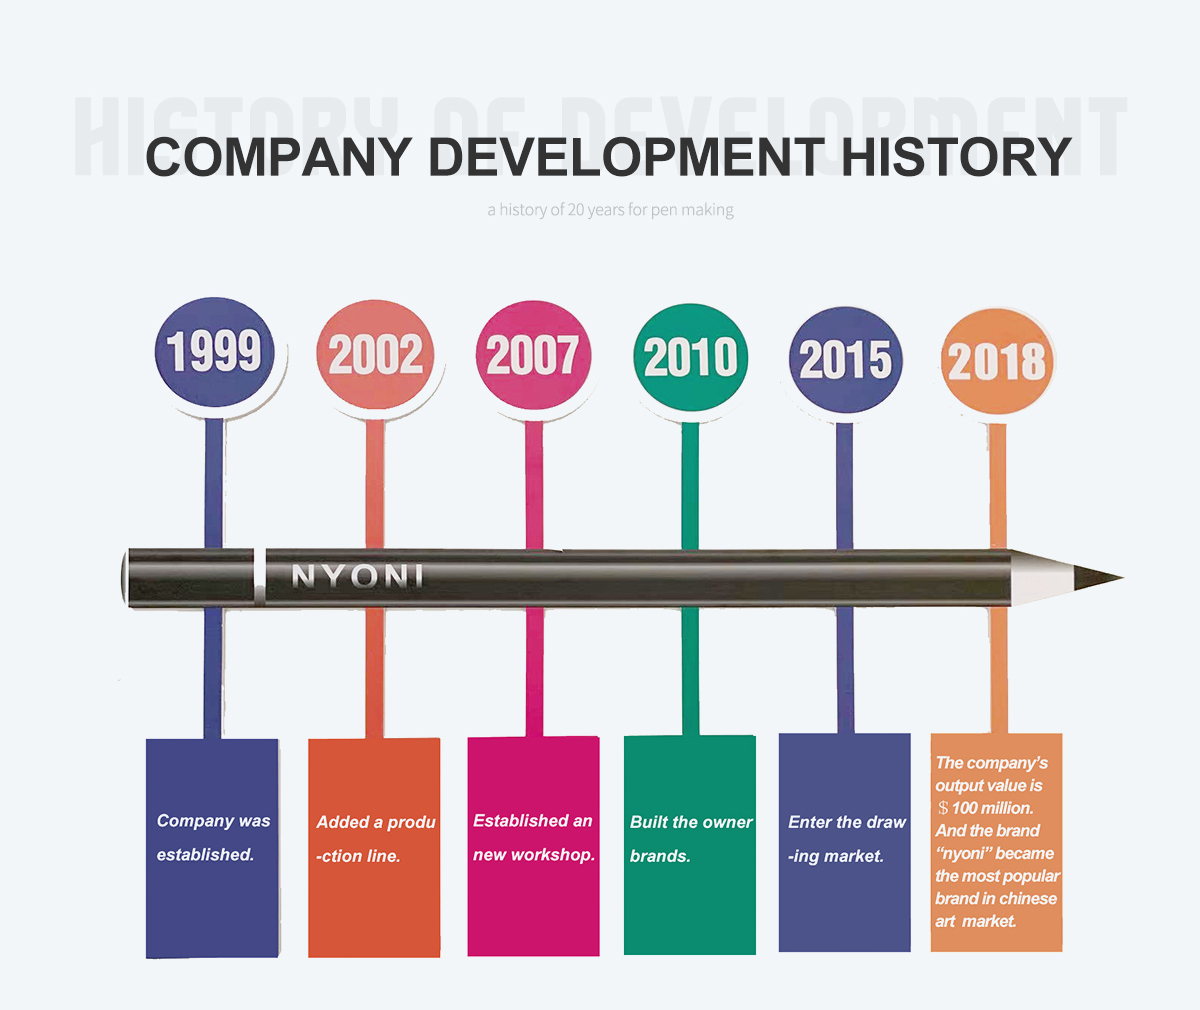 HISTORY OF DEVELOPMENT
COMPANY DEVELOPMENT HISTORY
a history of 20 years for pen making
1999
2002
2007
2010
2015
2018
NYONI
Company was
established.
Added a produ
-ction line.
Established an
new workshop.
Built the owner
brands.
Enter the draw
-ing market.
The company's
output value is
$ 100 million.
And the brand
“nyoni” became
the most popular
brand in chinese
art market.